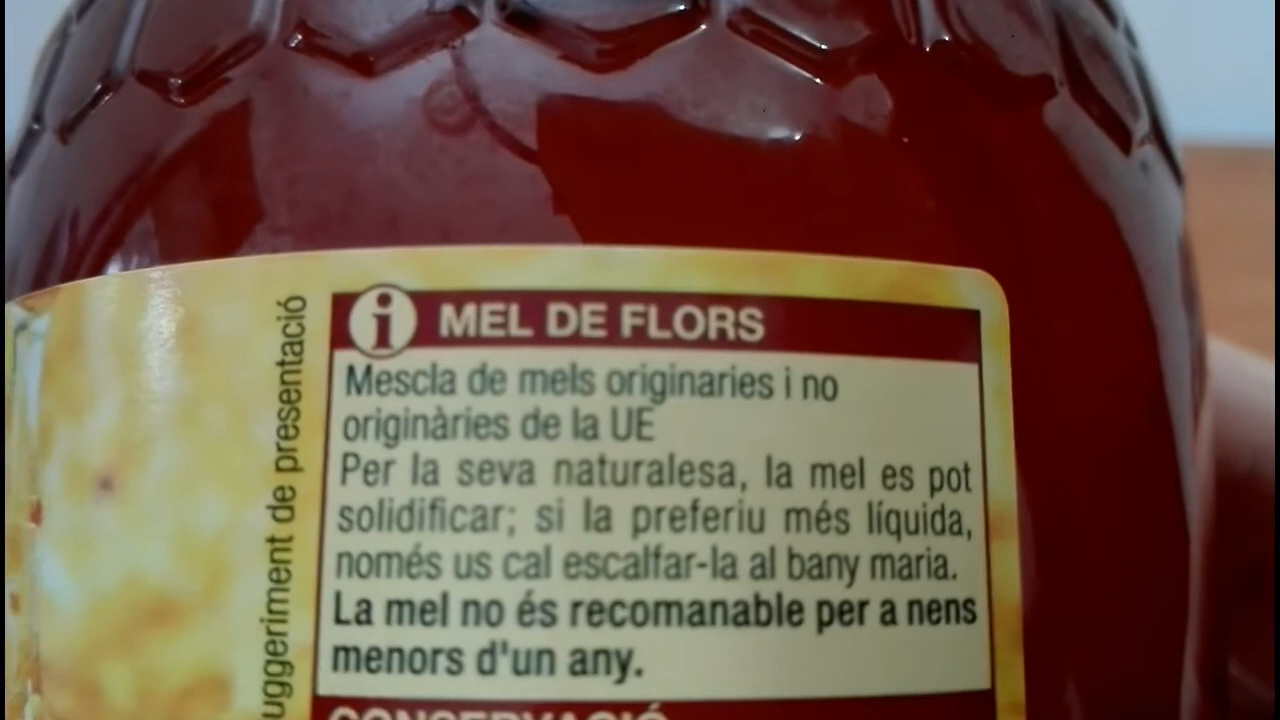 MEL DE FLORS
Mescla de mels originaries i no
originàries de la UE
Per la seva naturalesa, la mel es pot
solidificar; si la preferiu més líquida,
només us cal escalfar-la al bany maria.
La mel no és recomanable per a nens
menors d'un any.
CONSERVACIÓ
uggeriment de presentació